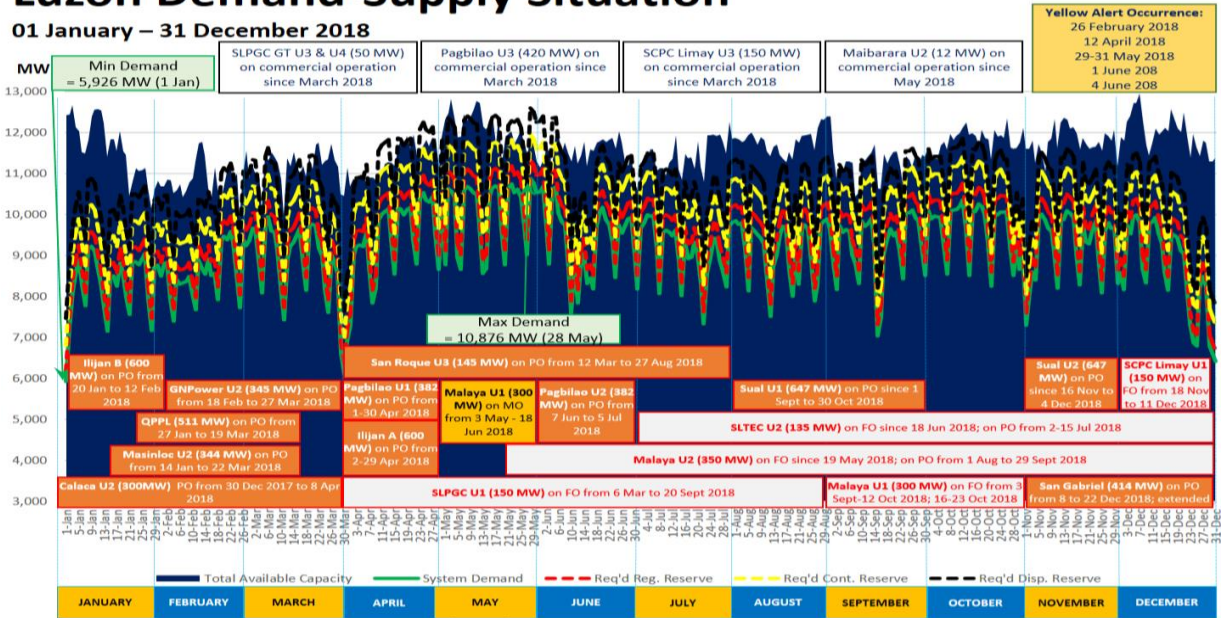 Luzon Demand-Supply Situation
01 January – 31 December 2018
MW
Min Demand
= 5,926 MW (1 Jan)
SLPGC GT U3 & U4 (50 MW)
on commercial operation
since March 2018
Pagbilao U3 (420 MW) on
commercial operation since
March 2018
SCPC Limay U3 (150 MW)
on commercial operation
since March 2018
Maibarara U2 (12 MW) on
commercial operation since
May 2018
Yellow Alert Occurrence:
26 February 2018
12 April 2018
29-31 May 2018
1 June 208
4 June 208
13,000
12,000
11,000
10,000
9,000
8,000
7,000
6,000
5,000
4,000
3,000
Max Demand
= 10,876 MW (28 May)
Ilijan B (600
MW) on PO from
20 Jan to 12 Feb
2018
GNPower U2 (345 MW) on PO
from 18 Feb to 27 Mar 2018
QPPL (511 MW) on PO from
27 Jan to 19 Mar 2018
Masinloc U2 (344 MW) on PO
from 14 Jan to 22 Mar 2018
Calaca U2 (300MW) PO from 30 Dec 2017 to 8 Apr
2018
San Roque U3 (145 MW) on PO from 12 Mar to 27 Aug 2018
Pagbilao U1 (382
MW) on PO from
1-30 Apr 2018
Ilijan A (600
MW) on PO from
2-29 Apr 2018
Malaya U1 (300
MW) on MO
from 3 May - 18
Jun 2018
Pagbilao U2 (382
MW) on PO from
7 Jun to 5 Jul
2018
Sual U1 (647 MW) on PO since 1
Sept to 30 Oct 2018
Sual U2 (647
MW) on PO
since 16 Nov to
4 Dec 2018
SCPC Limay U1
(150 MW) on
FO from 18 Nov
to 11 Dec 2018
SLTEC U2 (135 MW) on FO since 18 Jun 2018; on PO from 2-15 Jul 2018
Malaya U2 (350 MW) on FO since 19 May 2018; on PO from 1 Aug to 29 Sept 2018
SLPGC U1 (150 MW) on FO from 6 Mar to 20 Sept 2018
Malaya U1 (300 MW) on FO from 3
Sept-12 Oct 2018; 16-23 Oct 2018
San Gabriel (414 MW) on PO
from 8 to 22 Dec 2018; extended
Total Available Capacity System Demand Req'd Reg. Reserve Req'd Cont. Reserve Req'd Disp. Reserve
JANUARY FEBRUARY MARCH APRIL MAY JUNE JULY AUGUST SEPTEMBER OCTOBER NOVEMBER DECEMBER